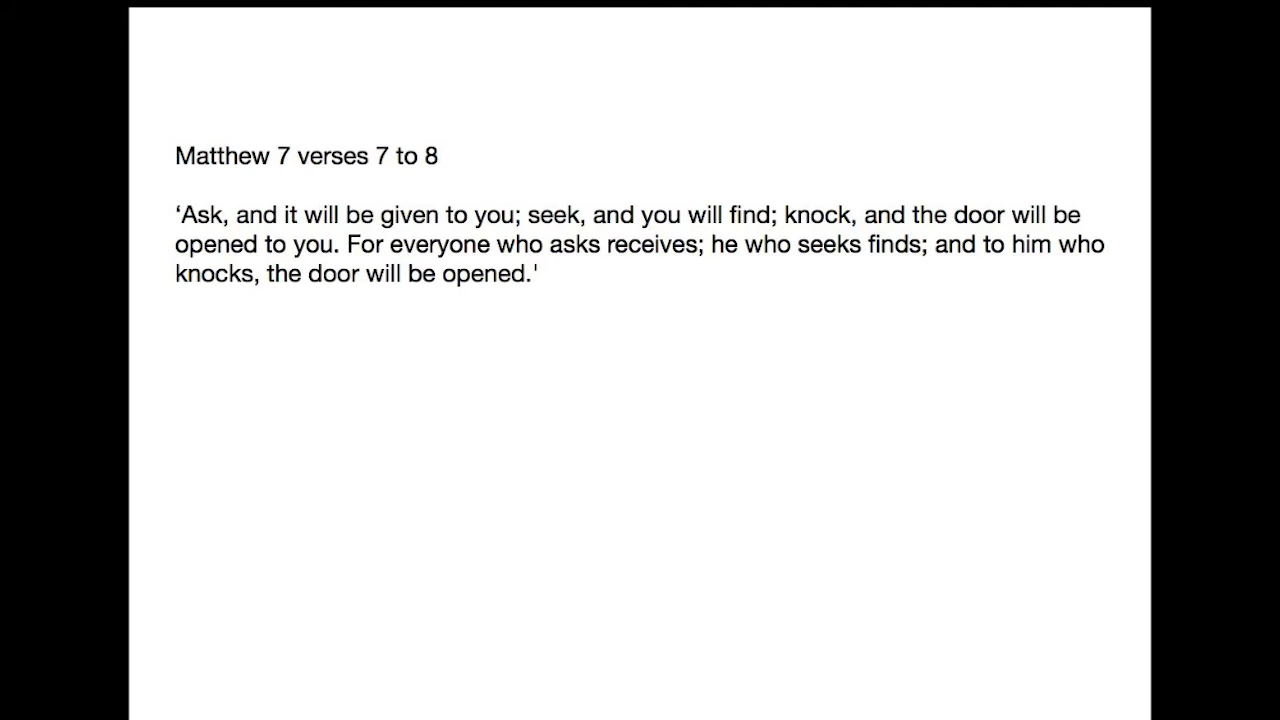 Matthew 7 verses 7 to 8
‘Ask, and it will be given to you; seek, and you will find; knock, and the door will be
opened to you. For everyone who asks receives; he who seeks finds; and to him who
knocks, the door will be opened.'